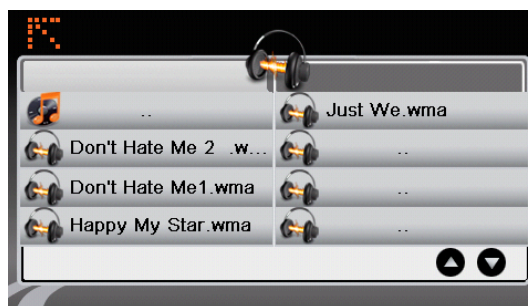 ..
Don't Hate Me 2 .w...
Don't Hate Me1.wma
Happy My Star.wma
Just We.wma
..
..
..